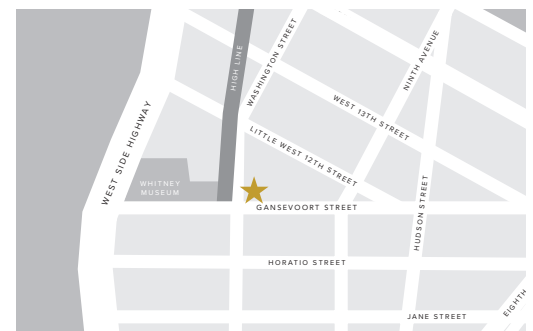 HIGH LINE
WASHINGTON STREET
NINTH AVENUE
WEST 13TH STREET
WEST SIDE HIGHWAY
LITTLE WEST 12TH STREET
WHITNEY
MUSEUM
GANSEVOORT STREET
HUDSON STREET
HORATIO STREET
JANE STREET
EIGHTH